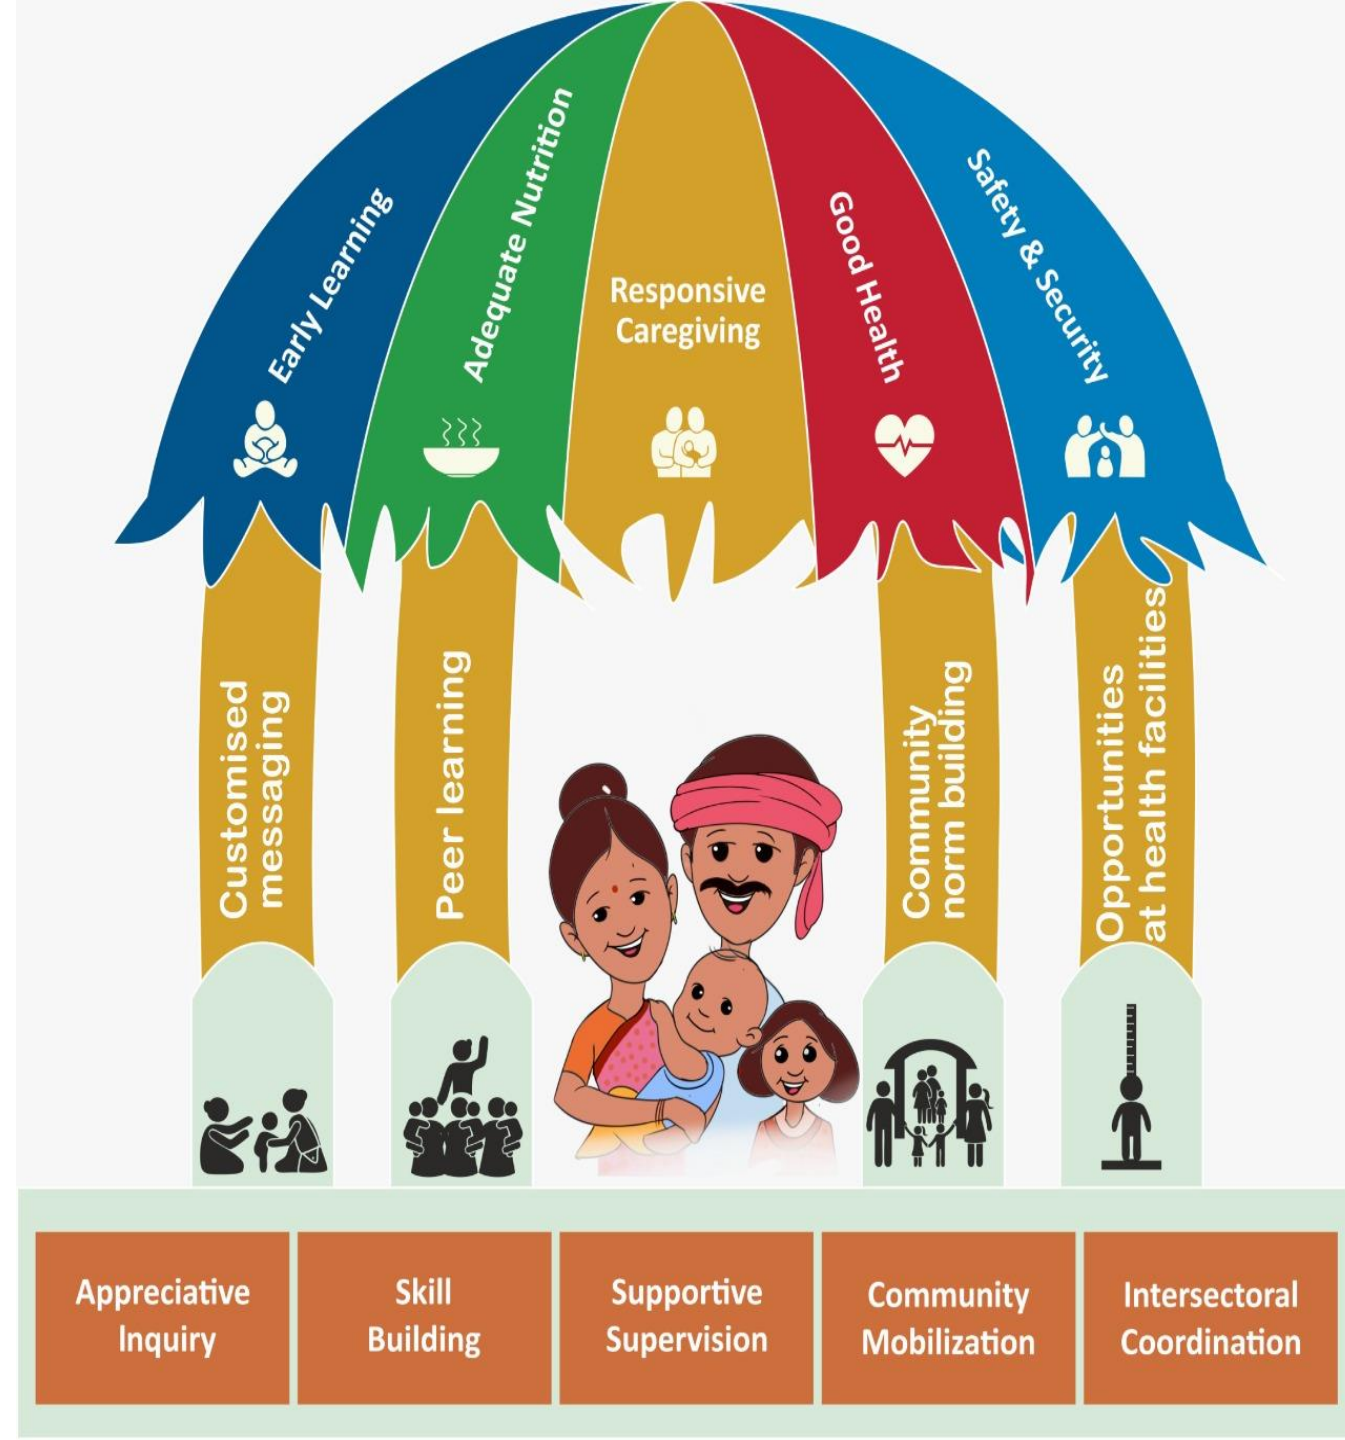 Early Learning
Adequate Nutrition
Responsive
Caregiving
Good Health
Safety & Security
Customised
messaging
Peer learning
Community
norm building
Opportunities
at health facilities
Appreciative
Inquiry
Skill
Building
Supportive
Supervision
Community
Mobilization
Intersectoral
Coordination